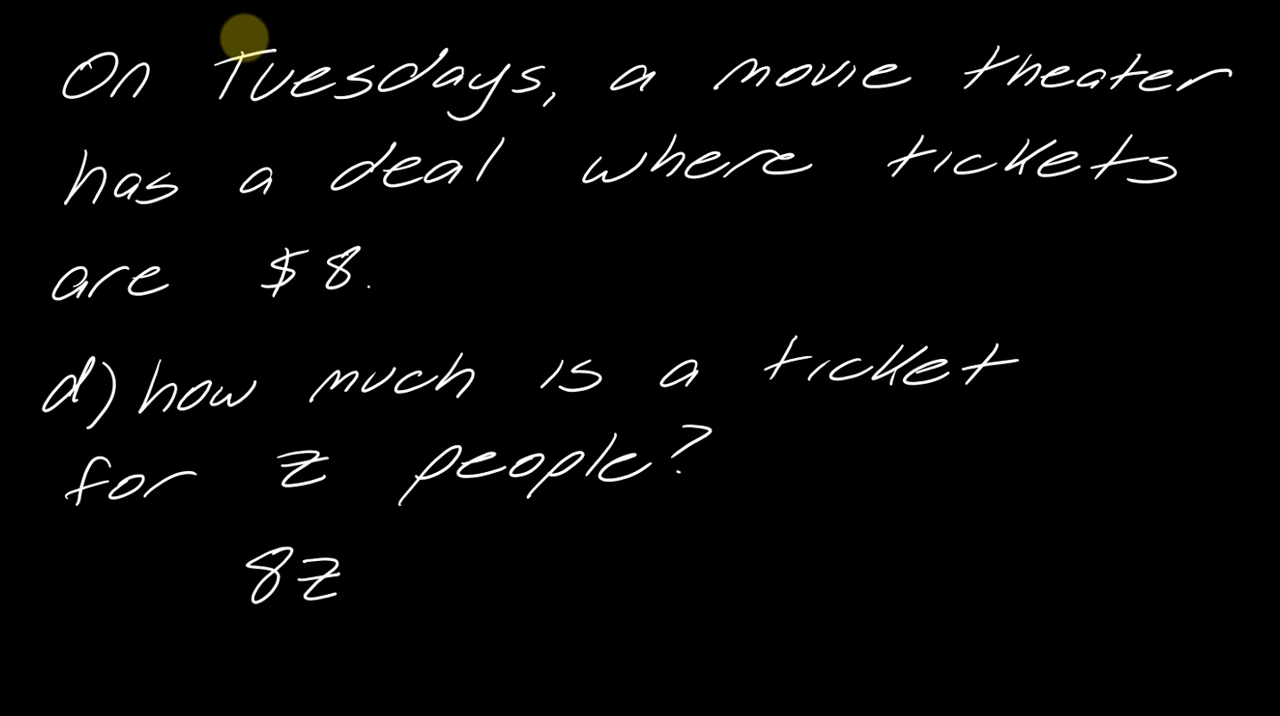 On Tuesdays, a movie theater
has a deal where tickets
are $8.
d) how much is a ticket
for z people?
8z